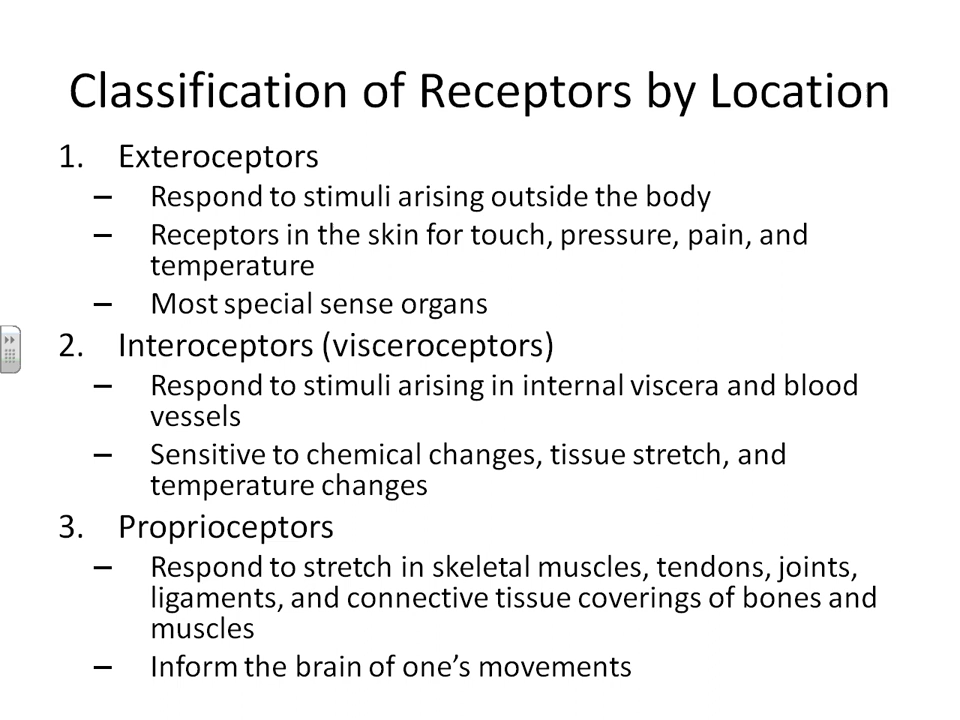 Classification of Receptors by Location
1. Exteroceptors
– Respond to stimuli arising outside the body
– Receptors in the skin for touch, pressure, pain, and
temperature
– Most special sense organs
2. Interoceptors (visceroceptors)
– Respond to stimuli arising in internal viscera and blood
vessels
– Sensitive to chemical changes, tissue stretch, and
temperature changes
3. Proprioceptors
– Respond to stretch in skeletal muscles, tendons, joints,
ligaments, and connective tissue coverings of bones and
muscles
– Inform the brain of one’s movements